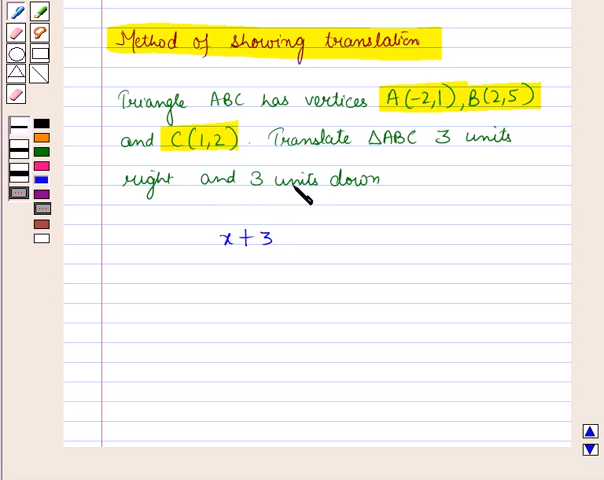 Method of showing translation
Triangle ABC has vertices A(-2,1), B(2,5)
and C(1,2). Translate ΔABC 3 units
right and 3 units down
x+3